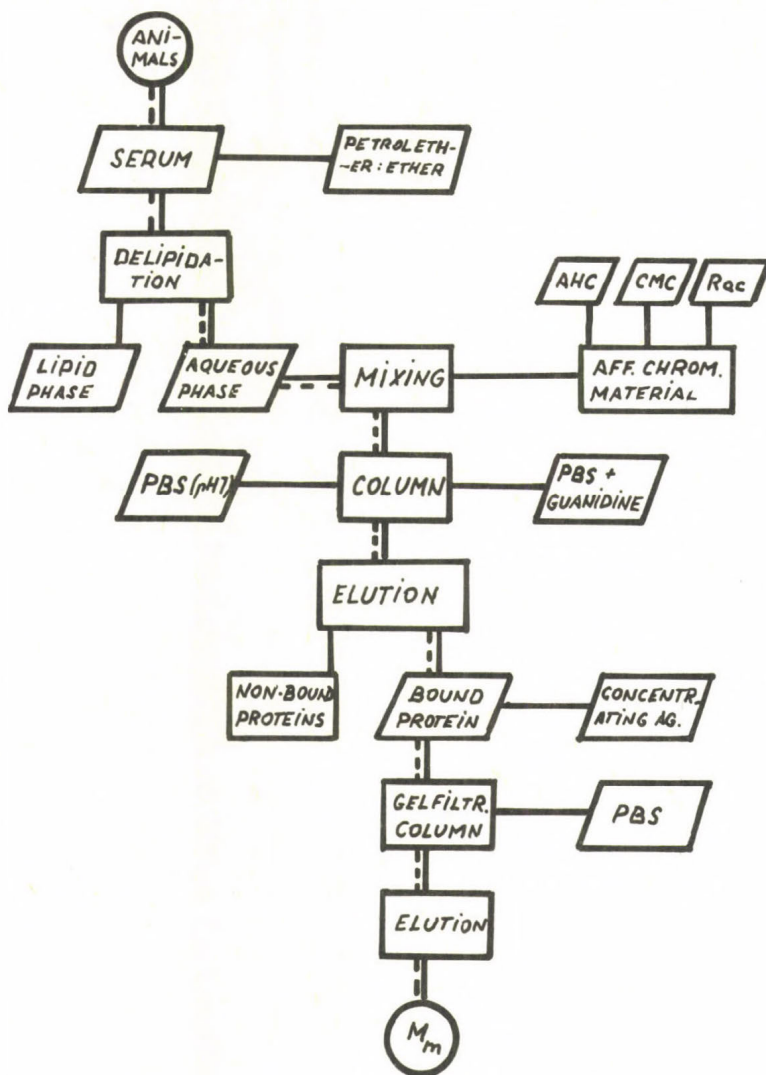 ANI-
MALS
SERUM
PETROLETH-
-ER:ETHER
DELIPIDA-
TION
AHC
CMC
Rac
LIPID
PHASE
AQUEOUS
PHASE
MIXING
AFF. CHROM.
MATERIAL
PBS(pH7)
COLUMN
PBS +
GUANIDINE
ELUTION
NON-BOUND
PROTEINS
BOUND
PROTEIN
CONCENTR-
ATING AG.
GELFILTR.
COLUMN
PBS
ELUTION
Mm